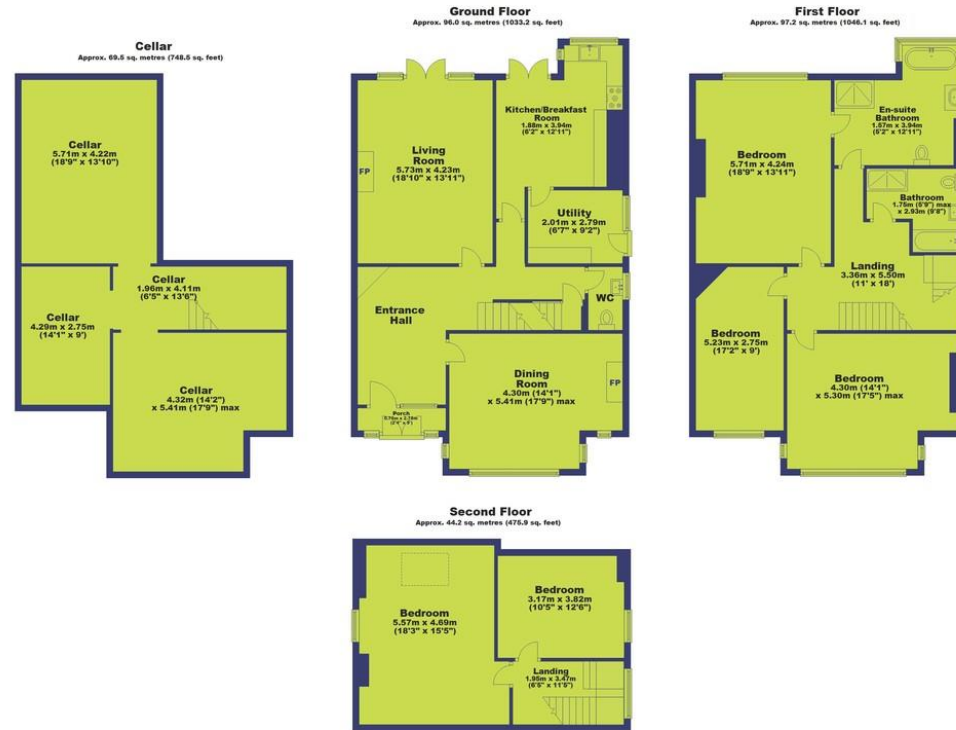 Cellar
Approx. 69.5 sq. metres (748.5 sq. feet)
Cellar
5.71m x 4.22m
(18'9" x 13'10")
Cellar
1.96m x 4.11m
(6'5" x 13'6")
Cellar
4.29m x 2.75m
(14'1" x 9')
Cellar
4.32m (14'2")
x 5.41m (17'9") max
Ground Floor
Approx. 96.0 sq. metres (1033.2 sq. feet)
Kitchen/Breakfast
Room
1.88m x 3.94m
(6'2" x 12'11")
Living
Room
5.73m x 4.23m
(18'10" x 13'11")
FP
Utility
2.01m x 2.79m
(6'7" x 9'2")
Entrance
Hall
WC
Dining
Room
4.30m (14'1")
x 5.41m (17'9") max
FP
Porch
First Floor
Approx. 97.2 sq. metres (1046.1 sq. feet)
En-suite
Bathroom
1.57m x 3.94m
(5'2" x 12'11")
Bedroom
5.71m x 4.24m
(18'9" x 13'11")
Bathroom
1.75m (5'9") max
x 2.93m (9'8")
Landing
3.36m x 5.50m
(11' x 18')
Bedroom
5.23m x 2.75m
(17'2" x 9')
Bedroom
4.30m (14'1")
x 5.30m (17'5") max
Second Floor
Approx. 44.2 sq. metres (475.9 sq. feet)
Bedroom
5.57m x 4.69m
(18'3" x 15'5")
Bedroom
3.17m x 3.82m
(10'5" x 12'6")
Landing
1.95m x 3.47m
(6'5" x 11'5")